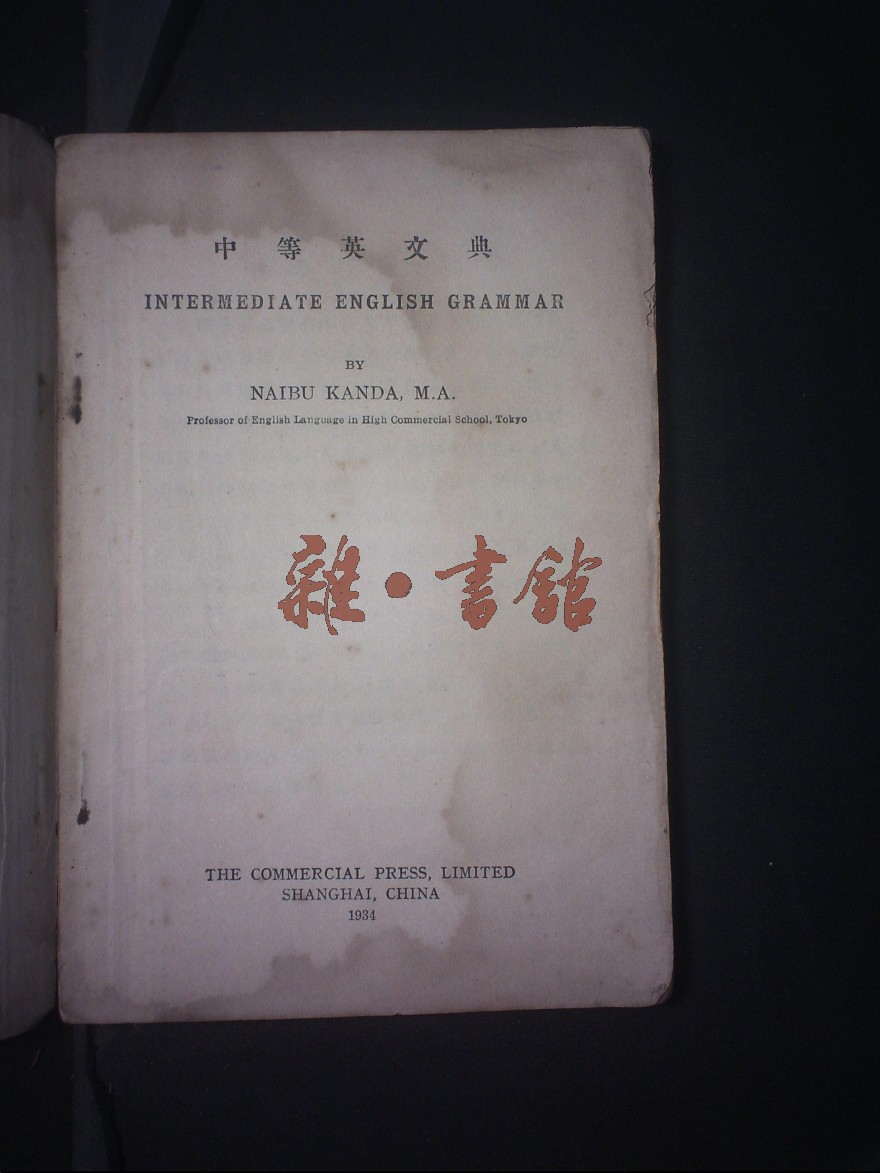 中等英文典
INTERMEDIATE ENGLISH GRAMMAR
BY
NAIBU KANDA, M.A.
Professor of English Language in High Commercial School, Tokyo
雜·書館
THE COMMERCIAL PRESS, LIMITED
SHANGHAI, CHINA
1934